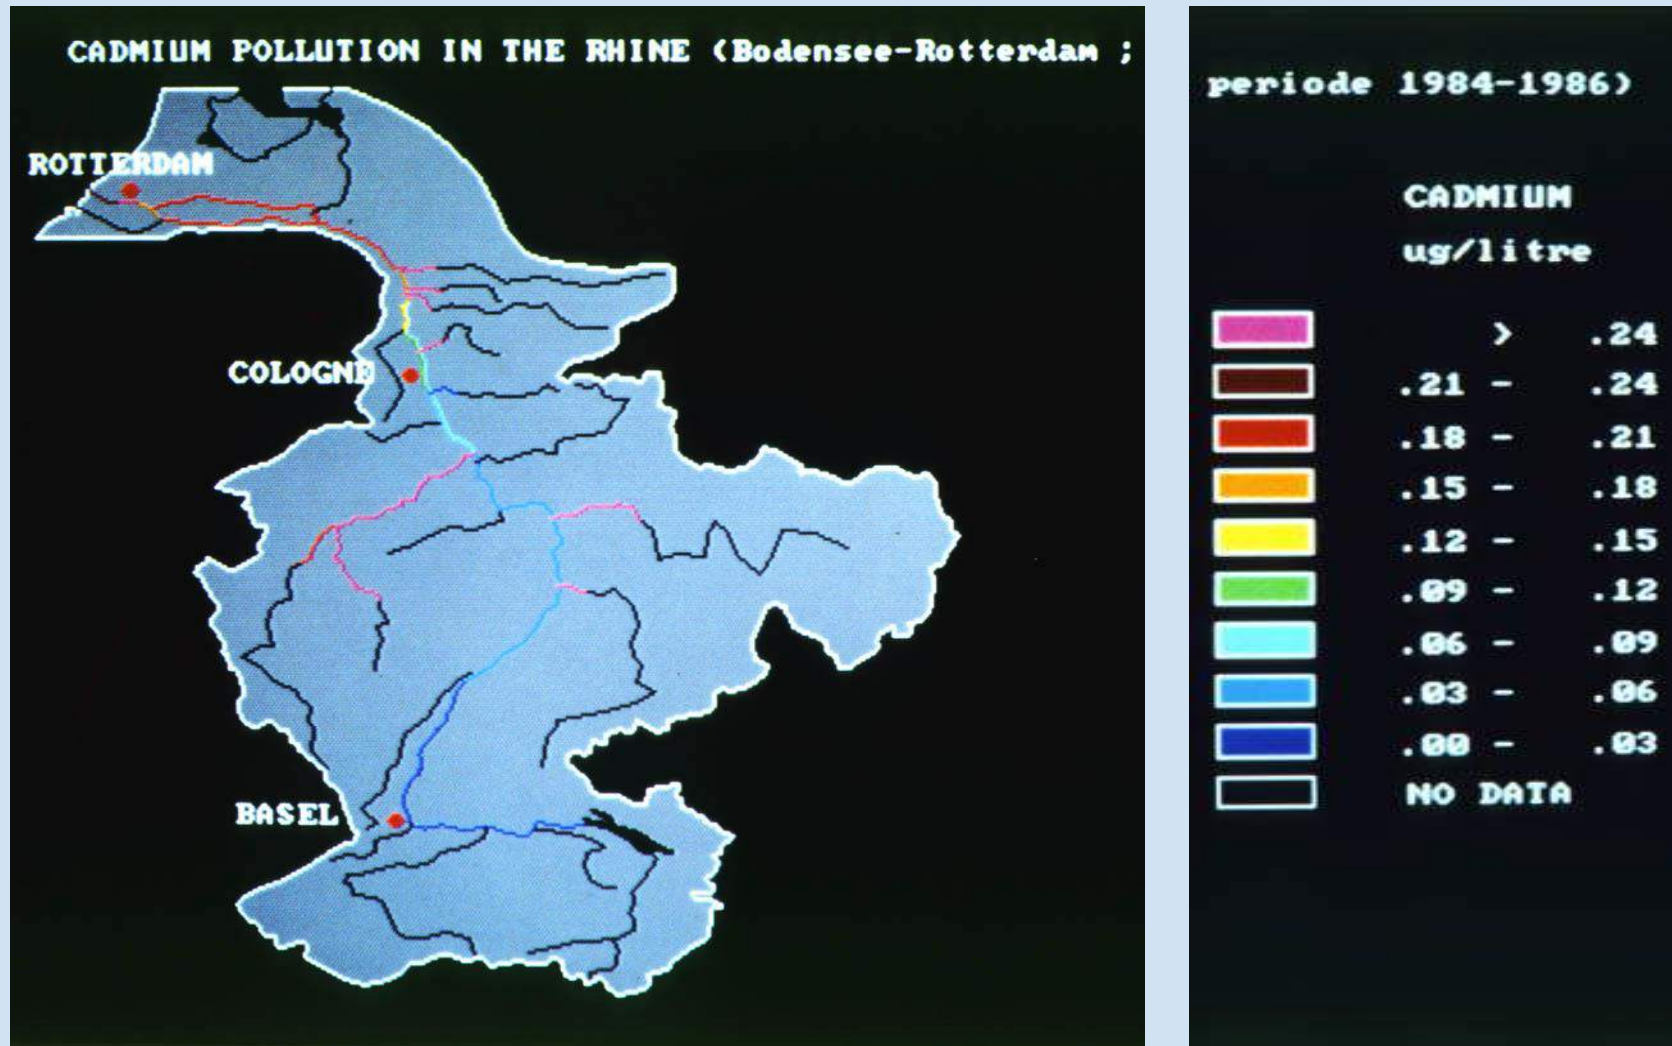 CADMIUM POLLUTION IN THE RHINE (Bodensee-Rotterdam ;
ROTTERDAM
COLOGNE
BASEL
periode 1984-1986)
CADMIUM
ug/litre
> .24
.21 - .24
.18 - .21
.15 - .18
.12 - .15
.09 - .12
.06 - .09
.03 - .06
.00 - .03
NO DATA